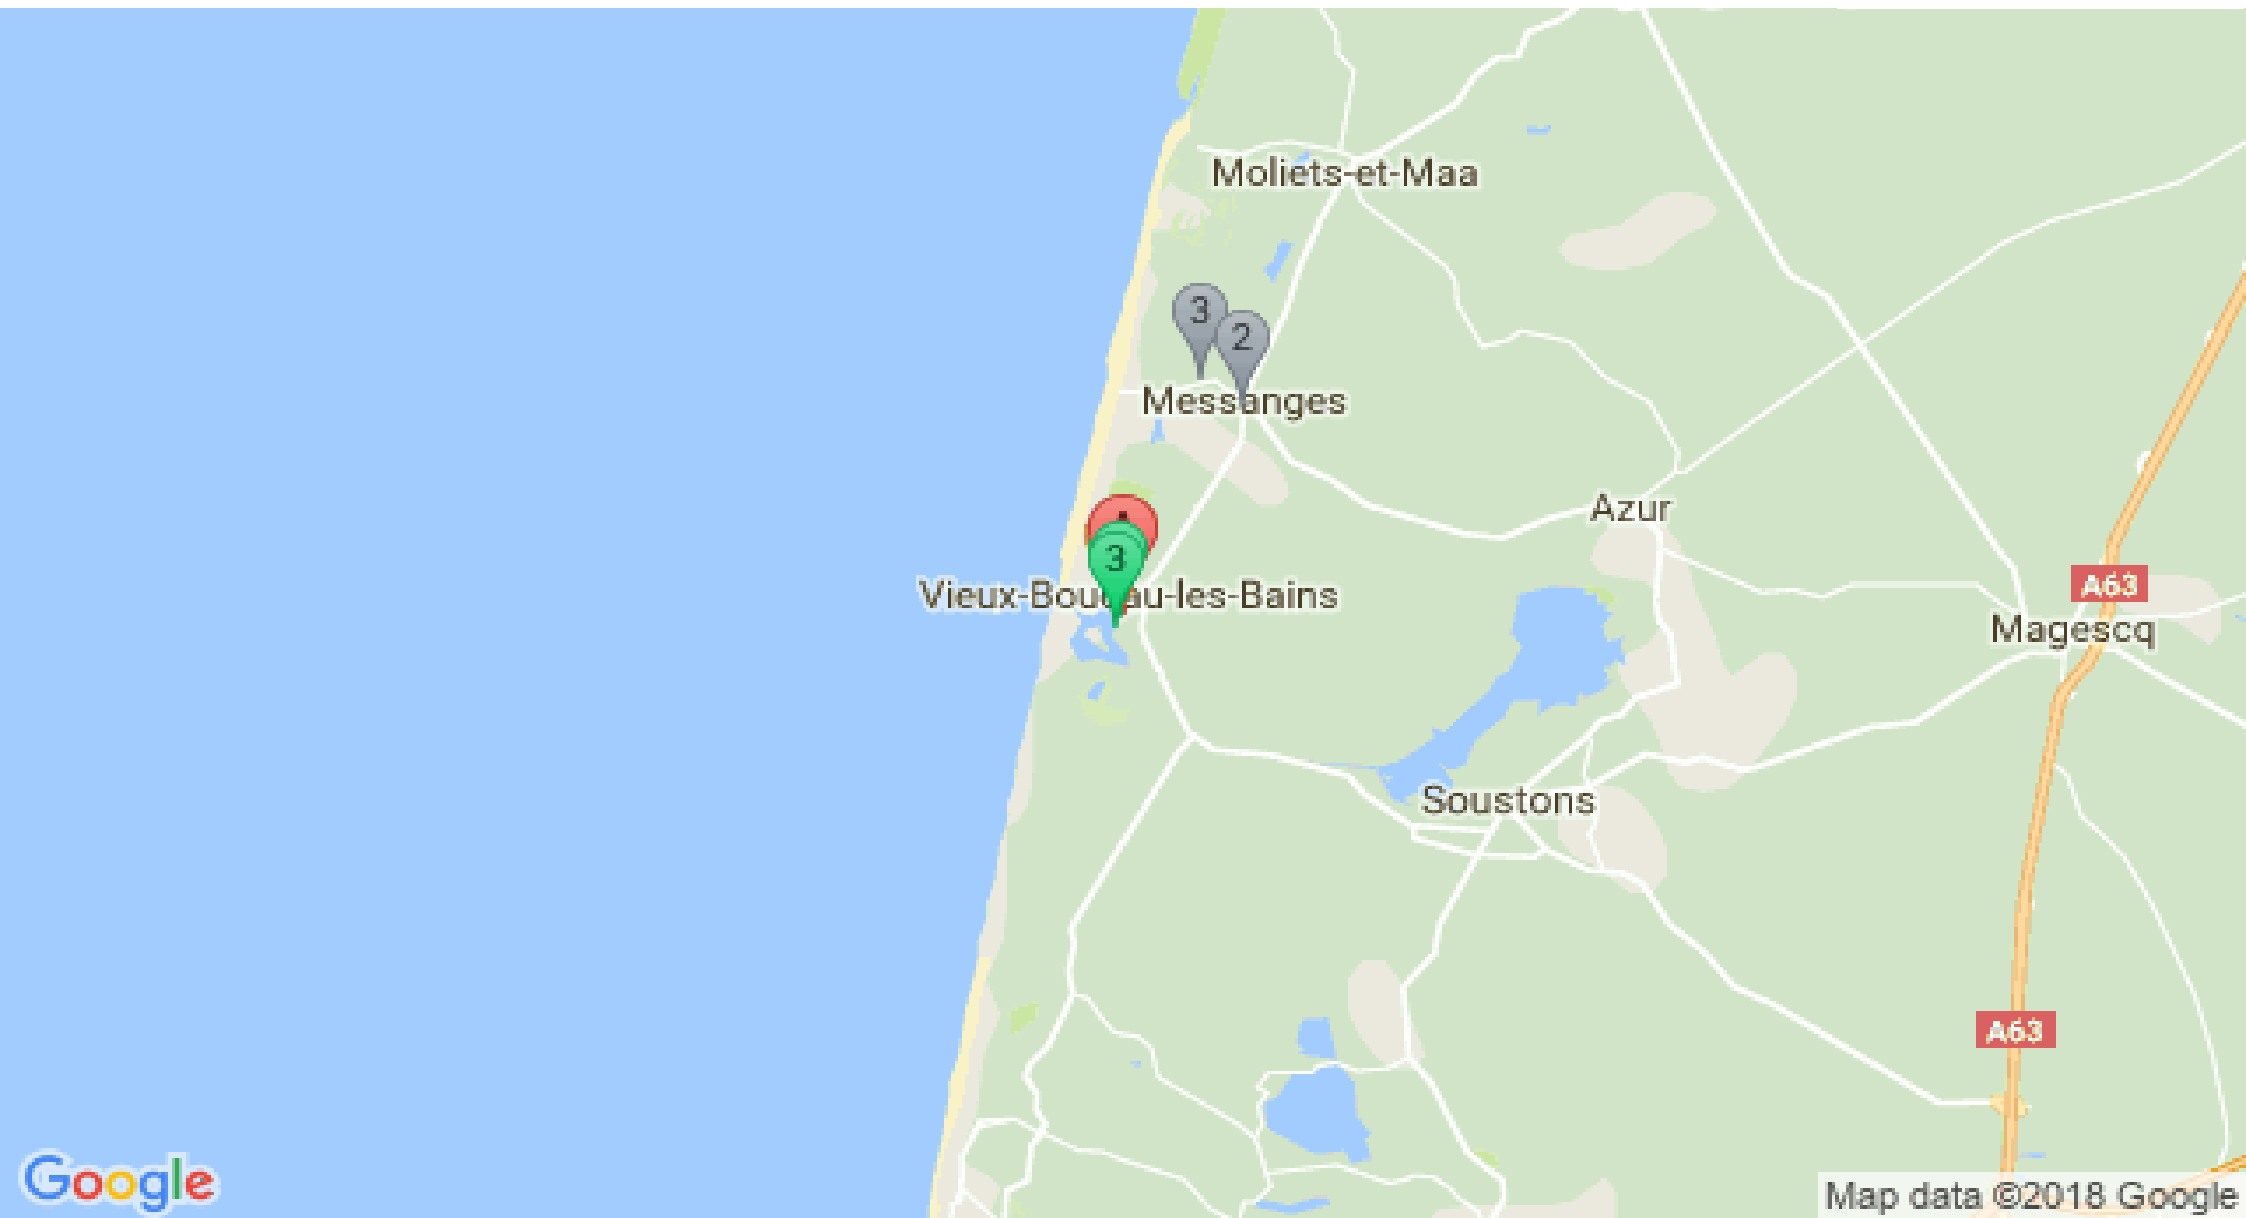 Moliets-et-Maa
3
2
Messanges
Azur
3
Vieux-Boucau-les-Bains
A63
Magescq
Soustons
A63
Google
Map data ©2018 Google